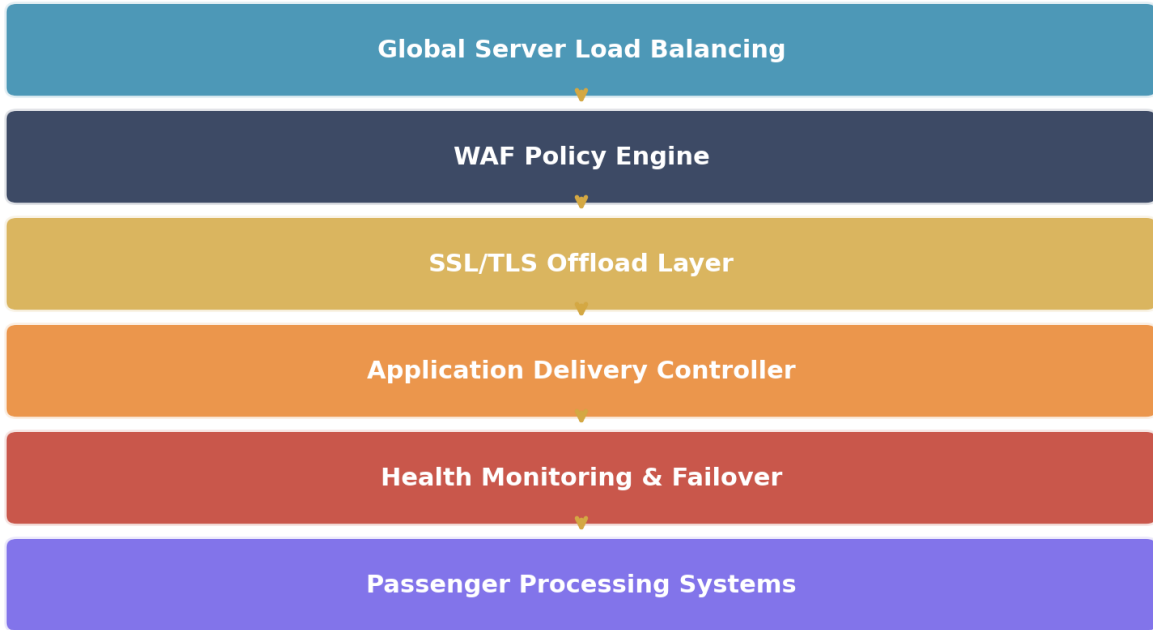 Global Server Load Balancing
WAF Policy Engine
SSL/TLS Offload Layer
Application Delivery Controller
Health Monitoring & Failover
Passenger Processing Systems